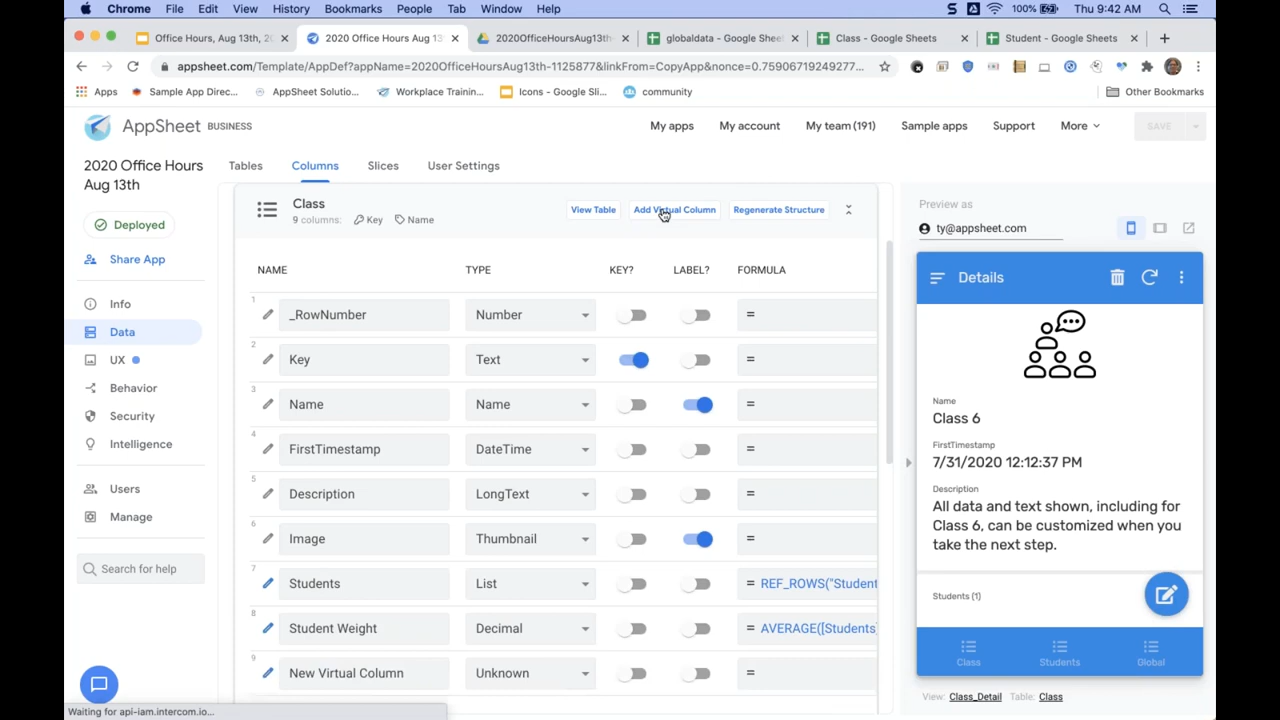 Chrome File Edit View History Bookmarks People Tab Window Help
S 100% Thu 9:42 AM
Office Hours, Aug 13th, 20
2020 Office Hours Aug 13
2020OfficeHoursAug13th
globaldata - Google Sheet
Class - Google Sheets
Student - Google Sheets
appsheet.com/Template/AppDef?appName=2020OfficeHoursAug13th-1125877&linkFrom=CopyApp&nonce=0.75906719249277...
Apps Sample App Direc... AppSheet Solutio... Workplace Trainin... Icons - Google Sli... community Other Bookmarks
AppSheet BUSINESS
My apps My account My team (191) Sample apps Support More SAVE
2020 Office Hours
Aug 13th
Deployed
Share App
Info
Data
UX
Behavior
Security
Intelligence
Users
Manage
Search for help
Tables Columns Slices User Settings
Class
9 columns: Key Name
View Table Add Virtual Column Regenerate Structure
NAME TYPE KEY? LABEL? FORMULA
1 _RowNumber Number =
2 Key Text =
3 Name Name =
4 FirstTimestamp DateTime =
5 Description LongText =
6 Image Thumbnail =
7 Students List = REF_ROWS("Student
8 Student Weight Decimal = AVERAGE([Students]
9 New Virtual Column Unknown =
Preview as
ty@appsheet.com
Details
Name
Class 6
FirstTimestamp
7/31/2020 12:12:37 PM
Description
All data and text shown, including for
Class 6, can be customized when you
take the next step.
Students (1)
Class Students Global
View: Class_Detail Table: Class
Waiting for api-iam.intercom.io...